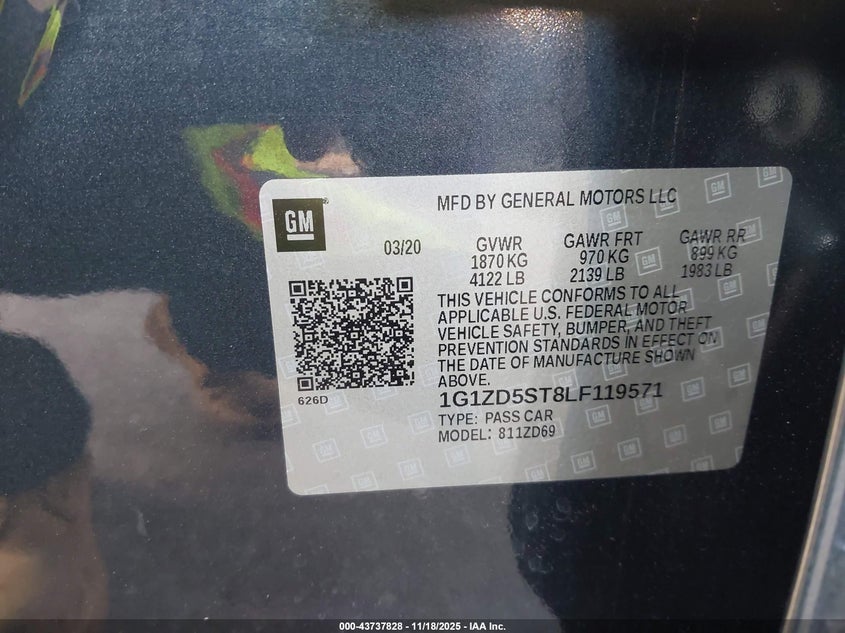 GM
MFD BY GENERAL MOTORS LLC
03/20
GVWR
1870 KG
4122 LB
GAWR FRT
970 KG
2139 LB
GAWR RR
899 KG
1983 LB
THIS VEHICLE CONFORMS TO ALL
APPLICABLE U.S. FEDERAL MOTOR
VEHICLE SAFETY, BUMPER, AND THEFT
PREVENTION STANDARDS IN EFFECT ON
THE DATE OF MANUFACTURE SHOWN
ABOVE.
626D
1G1ZD5ST8LF119571
TYPE: PASS CAR
MODEL: 811ZD69
000-43737828 - 11/18/2025 - IAA Inc.